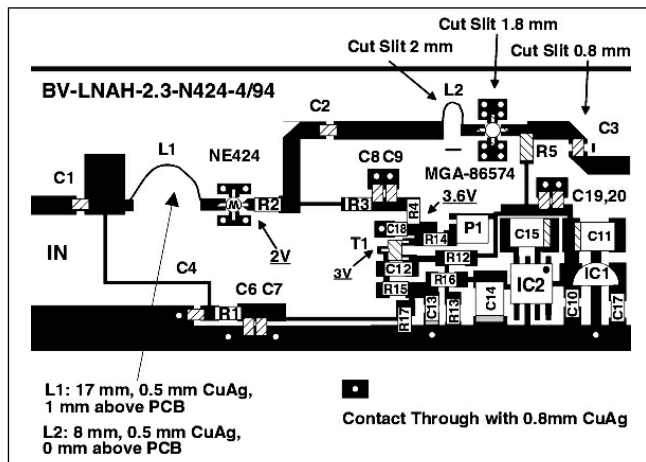 Cut Slit 1.8 mm
Cut Slit 2 mm
Cut Slit 0.8 mm
BV-LNAH-2.3-N424-4/94
L2
C2
C3
L1
NE424
R5
C1
C8 C9
MGA-86574
R2
R3
R4
3.6V
C19,20
C18
R14
P1
C15
C11
IN
2V
T1
3V
C12
R12
C4
R16
IC2
IC1
R15
C6 C7
R1
R17
C13
R13
C14
C10
C17
L1: 17 mm, 0.5 mm CuAg,
1 mm above PCB
L2: 8 mm, 0.5 mm CuAg,
0 mm above PCB
Contact Through with 0.8mm CuAg